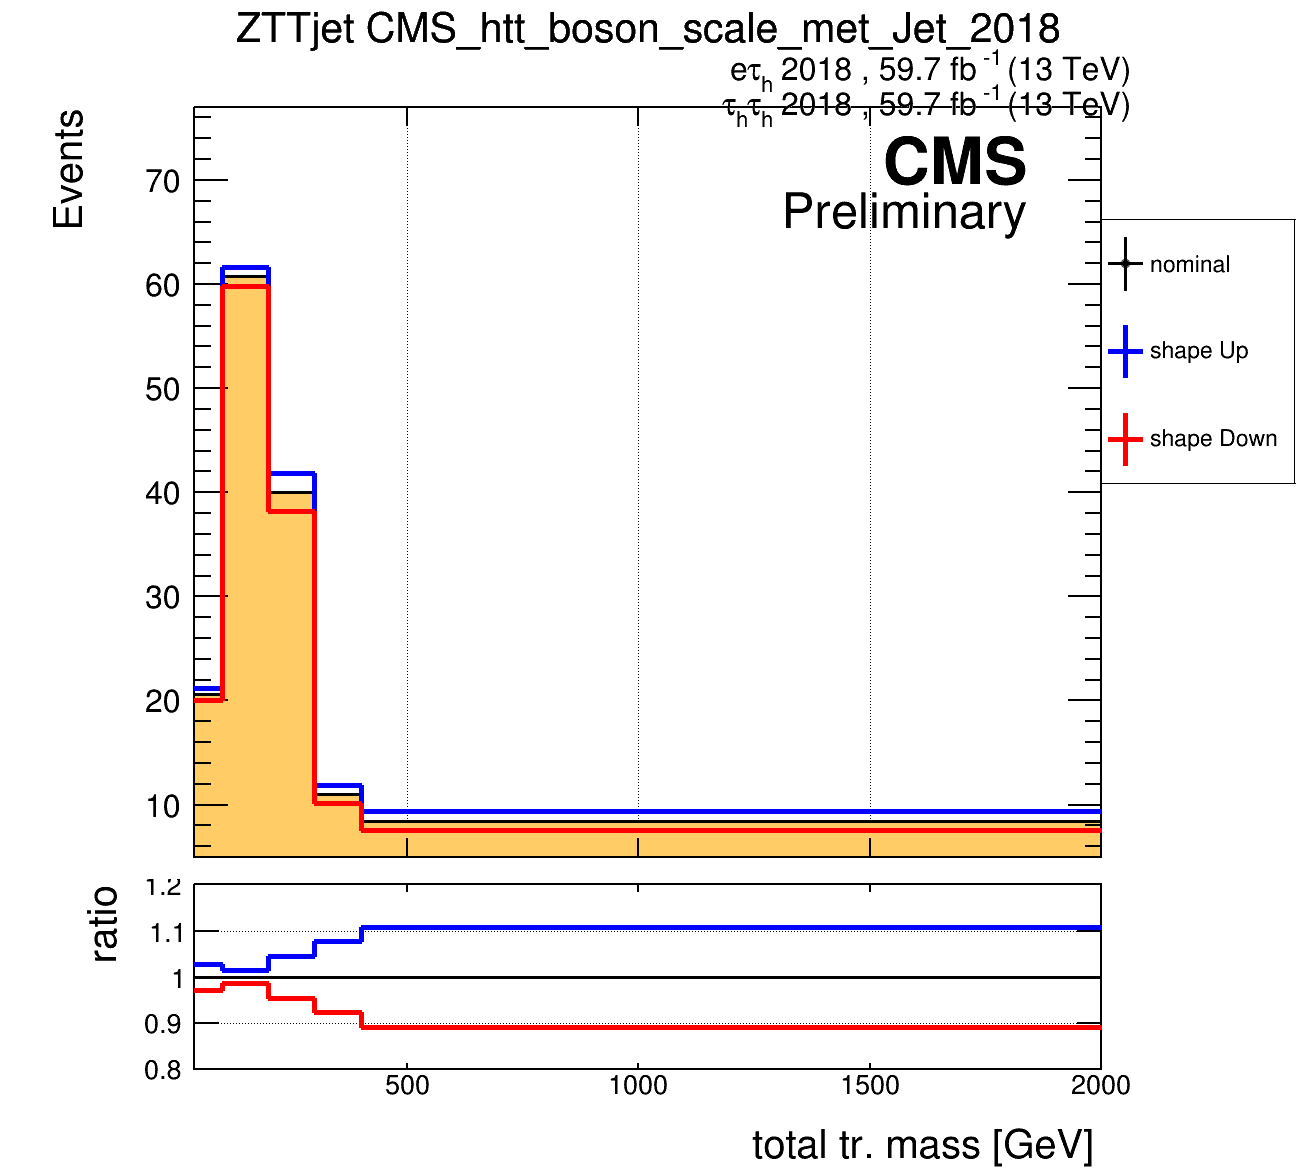 ZTTjet CMS_htt_boson_scale_met_Jet_2018
eτh 2018 , 59.7 fb -1 (13 TeV)
τhτh 2018 , 59.7 fb -1 (13 TeV)
Events
CMS
Preliminary
70
60
50
40
30
20
10
nominal
shape Up
shape Down
ratio
1.2
1.1
1
0.9
0.8
500 1000 1500 2000
total tr. mass [GeV]